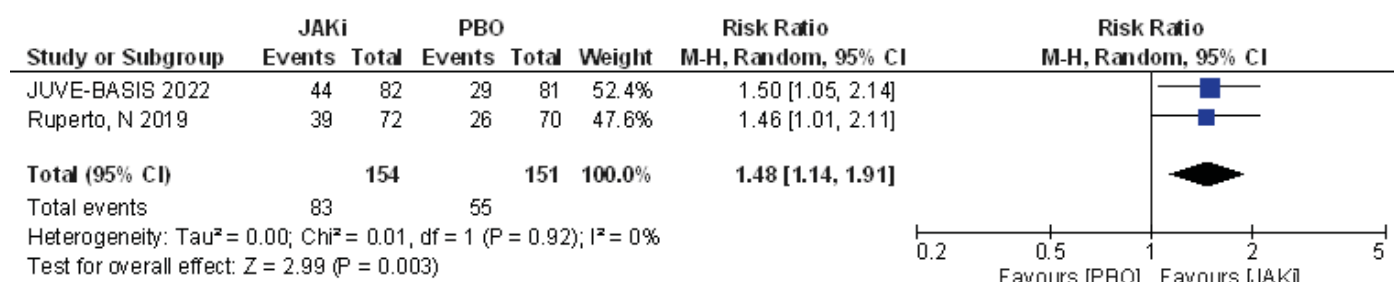 JAKi PBO Risk Ratio Risk Ratio
Study or Subgroup Events Total Events Total Weight M-H, Random, 95% CI M-H, Random, 95% CI
JUVE-BASIS 2022 44 82 29 81 52.4% 1.50 [1.05, 2.14]
Ruperto, N 2019 39 72 26 70 47.6% 1.46 [1.01, 2.11]
Total (95% CI) 154 151 100.0% 1.48 [1.14, 1.91]
Total events 83 55
Heterogeneity: Tau² = 0.00; Chi² = 0.01, df = 1 (P = 0.92); I² = 0%
Test for overall effect: Z = 2.99 (P = 0.003)
0.2 0.5 1 2 5
Favours [PBO] Favours [JAKi]